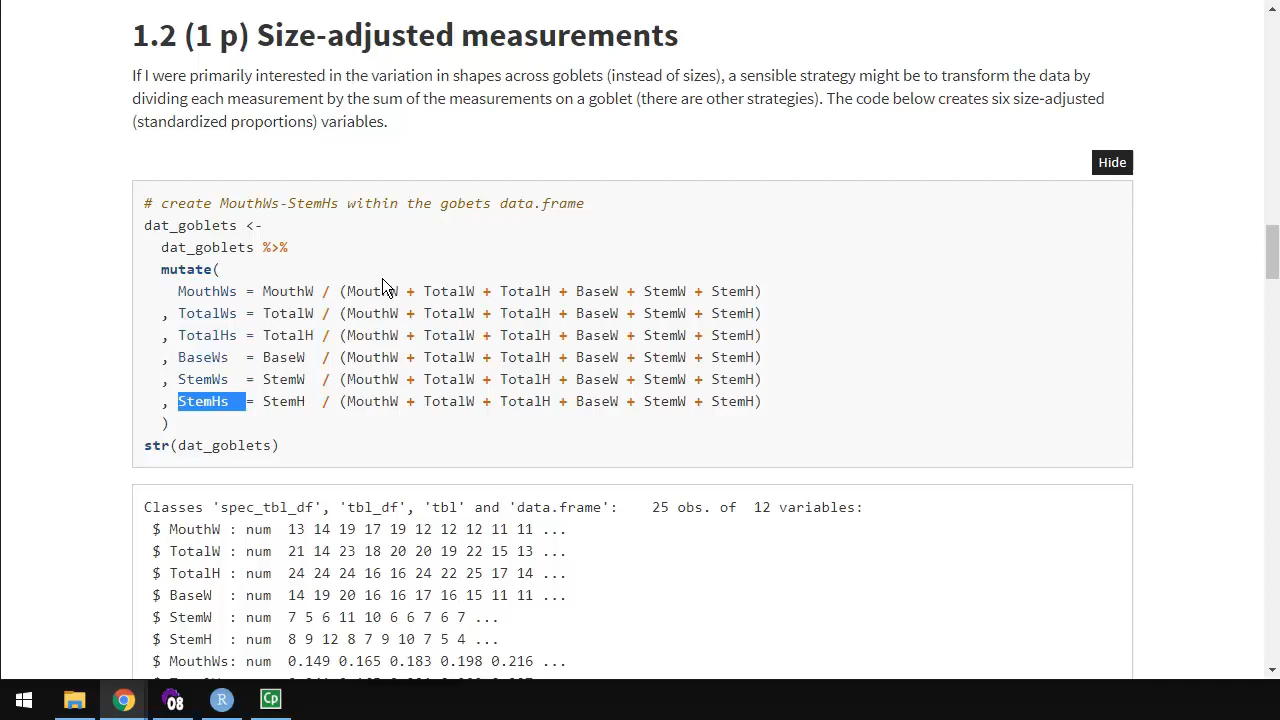 1.2 (1 p) Size-adjusted measurements
If I were primarily interested in the variation in shapes across goblets (instead of sizes), a sensible strategy might be to transform the data by
dividing each measurement by the sum of the measurements on a goblet (there are other strategies). The code below creates six size-adjusted
(standardized proportions) variables.
Hide
# create MouthWs-StemHs within the gobets data.frame
dat_goblets <-
dat_goblets %>%
mutate(
MouthWs = MouthW / (MouthW + TotalW + TotalH + BaseW + StemW + StemH)
, TotalWs = TotalW / (MouthW + TotalW + TotalH + BaseW + StemW + StemH)
, TotalHs = TotalH / (MouthW + TotalW + TotalH + BaseW + StemW + StemH)
, BaseWs = BaseW / (MouthW + TotalW + TotalH + BaseW + StemW + StemH)
, StemWs = StemW / (MouthW + TotalW + TotalH + BaseW + StemW + StemH)
, StemHs = StemH / (MouthW + TotalW + TotalH + BaseW + StemW + StemH)
)
str(dat_goblets)
Classes 'spec_tbl_df', 'tbl_df', 'tbl' and 'data.frame': 25 obs. of 12 variables:
$ MouthW : num 13 14 19 17 19 12 12 12 11 11 ...
$ TotalW : num 21 14 23 18 20 20 19 22 15 13 ...
$ TotalH : num 24 24 24 16 16 24 22 25 17 14 ...
$ BaseW : num 14 19 20 16 16 17 16 15 11 11 ...
$ StemW : num 7 5 6 11 10 6 6 7 6 7 ...
$ StemH : num 8 9 12 8 7 9 10 7 5 4 ...
$ MouthWs: num 0.149 0.165 0.183 0.198 0.216 ...
08
R
Cp